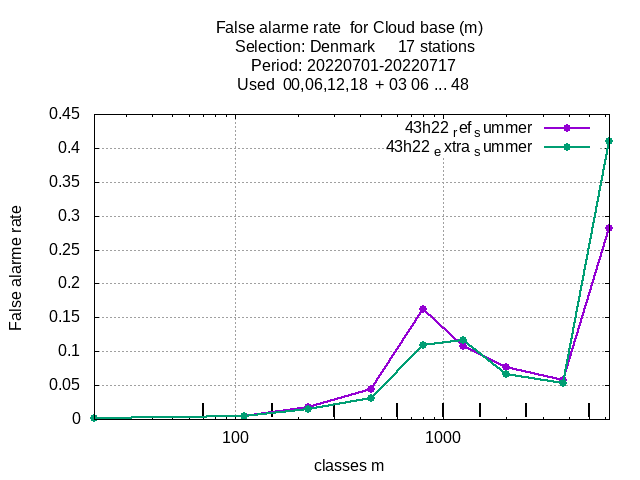 False alarme rate  for Cloud base (m)
Selection: Denmark     17 stations
Period: 20220701-20220717
Used  00,06,12,18  + 03 06 ... 48
43h22 ref summer
43h22 extra summer
0.45
0.4
0.35
0.3
0.25
0.2
0.15
0.1
0.05
0
False alarme rate
100
1000
classes m